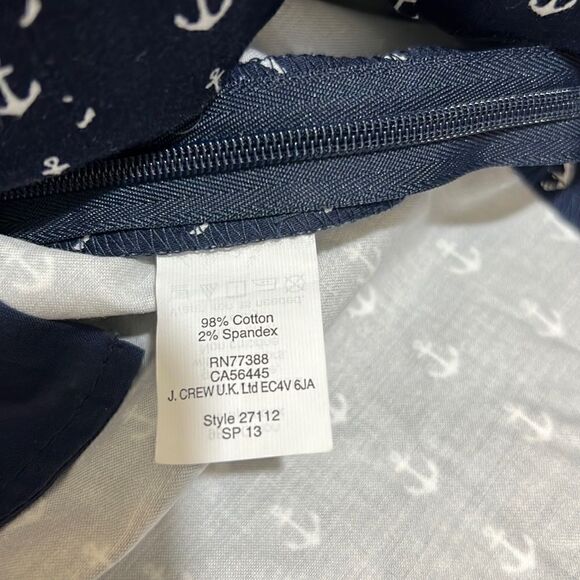 98% Cotton
2% Spandex
RN77388
CA56445
J. CREW U.K. Ltd EC4V 6JA
Style 27112
SP 13